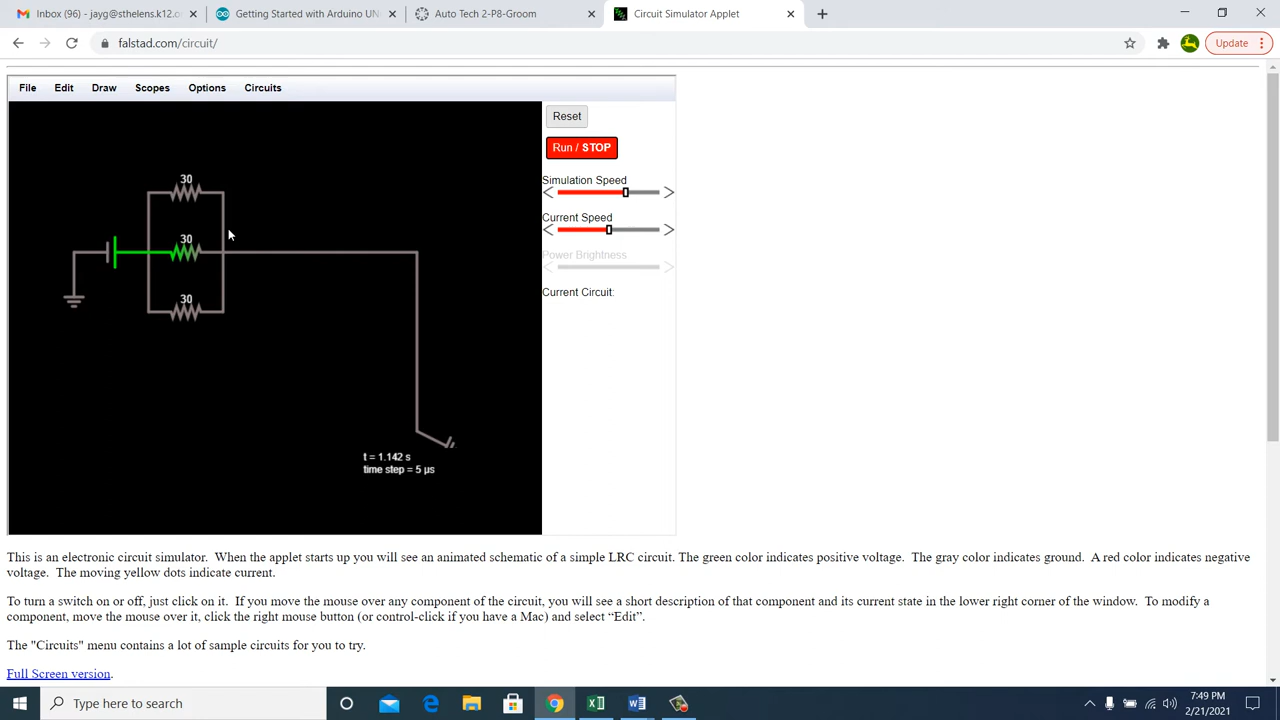 Inbox (96) - jayg@sthelens.k12.o
Getting Started with Arduino UN
Auto Tech 2-P8-Groom
Circuit Simulator Applet
falstad.com/circuit/
Update
File Edit Draw Scopes Options Circuits
Reset
Run / STOP
Simulation Speed
Current Speed
Power Brightness
Current Circuit:
30
30
30
t = 1.142 s
time step = 5 µs
This is an electronic circuit simulator.  When the applet starts up you will see an animated schematic of a simple LRC circuit. The green color indicates positive voltage.  The gray color indicates ground.  A red color indicates negative
voltage.  The moving yellow dots indicate current.
To turn a switch on or off, just click on it.  If you move the mouse over any component of the circuit, you will see a short description of that component and its current state in the lower right corner of the window.  To modify a
component, move the mouse over it, click the right mouse button (or control-click if you have a Mac) and select “Edit”.
The "Circuits" menu contains a lot of sample circuits for you to try.
Full Screen version.
Type here to search
7:49 PM
2/21/2021